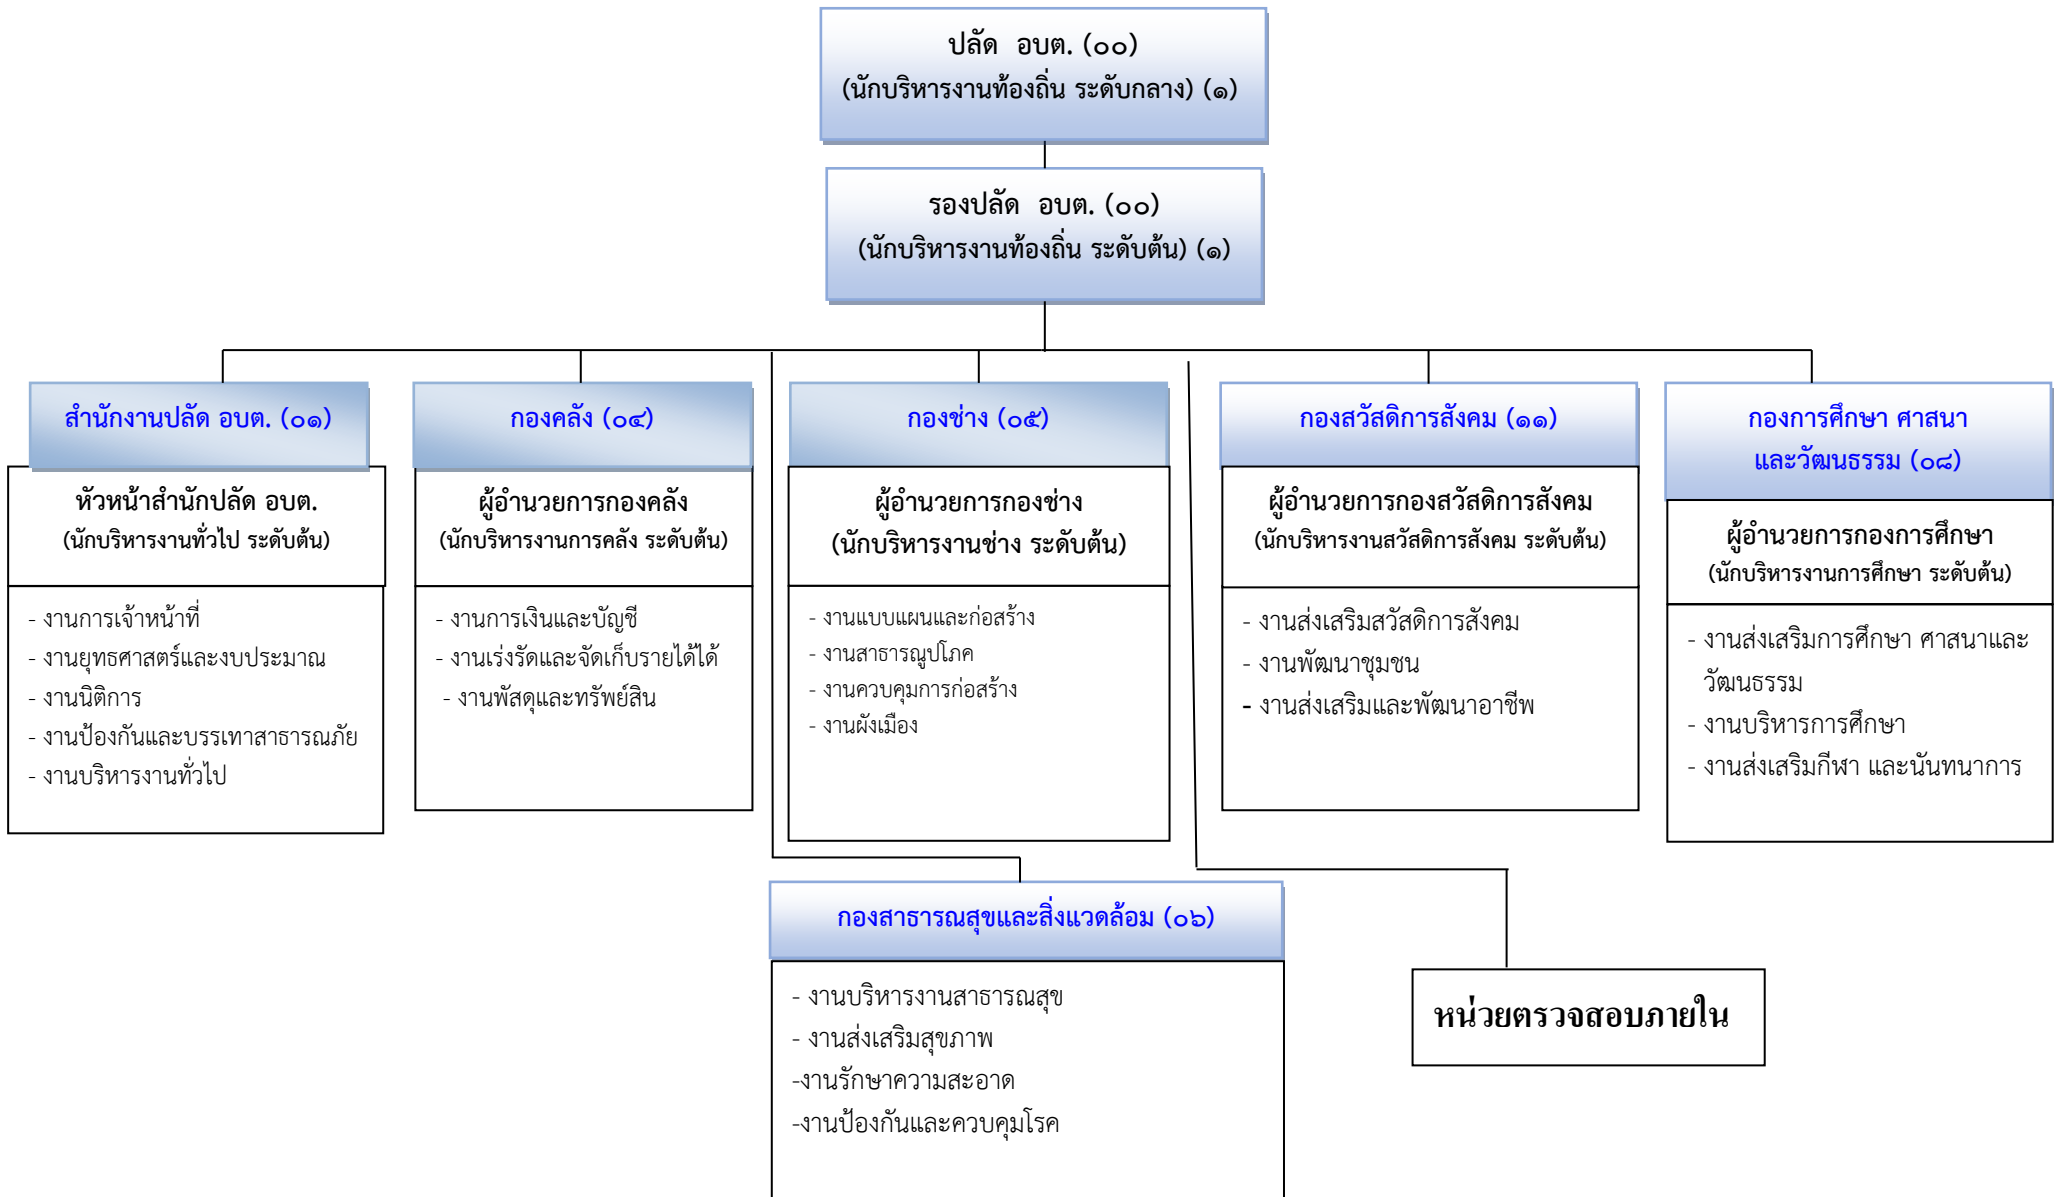 ปลัด  อบต. (๐๐)
(นักบริหารงานท้องถิ่น ระดับกลาง) (๑)
รองปลัด  อบต. (๐๐)
(นักบริหารงานท้องถิ่น ระดับต้น) (๑)
สำนักงานปลัด อบต. (๐๑)
หัวหน้าสำนักปลัด อบต.
(นักบริหารงานทั่วไป ระดับต้น)
- งานการเจ้าหน้าที่
- งานยุทธศาสตร์และงบประมาณ
- งานนิติการ
- งานป้องกันและบรรเทาสาธารณภัย
- งานบริหารงานทั่วไป
กองคลัง (๐๔)
ผู้อำนวยการกองคลัง
(นักบริหารงานการคลัง ระดับต้น)
- งานการเงินและบัญชี
- งานเร่งรัดและจัดเก็บรายได้ได้
- งานพัสดุและทรัพย์สิน
กองช่าง (๐๕)
ผู้อำนวยการกองช่าง
(นักบริหารงานช่าง ระดับต้น)
- งานแบบแผนและก่อสร้าง
- งานสาธารณูปโภค
- งานควบคุมการก่อสร้าง
- งานผังเมือง
กองสวัสดิการสังคม (๑๑)
ผู้อำนวยการกองสวัสดิการสังคม
(นักบริหารงานสวัสดิการสังคม ระดับต้น)
- งานส่งเสริมสวัสดิการสังคม
- งานพัฒนาชุมชน
- งานส่งเสริมและพัฒนาอาชีพ
กองการศึกษา ศาสนา
และวัฒนธรรม (๐๘)
ผู้อำนวยการกองการศึกษา
(นักบริหารงานการศึกษา ระดับต้น)
- งานส่งเสริมการศึกษา ศาสนาและ
วัฒนธรรม
- งานบริหารการศึกษา
- งานส่งเสริมกีฬา และนันทนาการ
กองสาธารณสุขและสิ่งแวดล้อม (๐๖)
- งานบริหารงานสาธารณสุข
- งานส่งเสริมสุขภาพ
-งานรักษาความสะอาด
-งานป้องกันและควบคุมโรค
หน่วยตรวจสอบภายใน